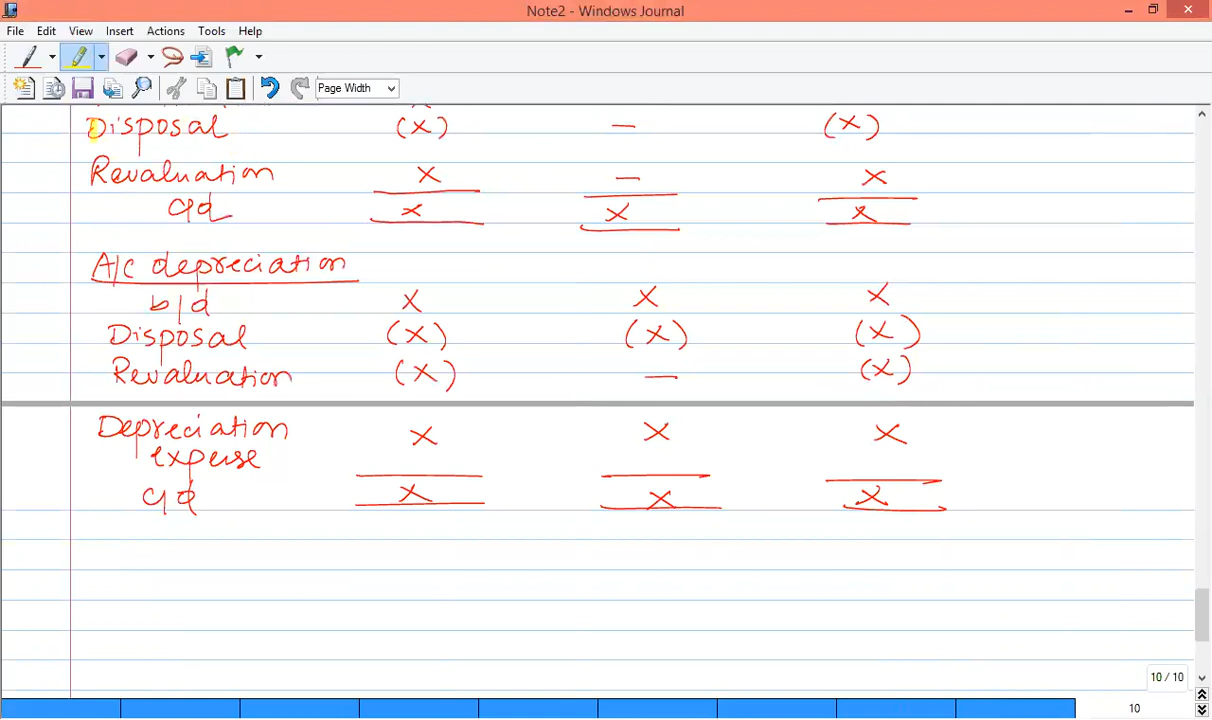 Note2 - Windows Journal
File Edit View Insert Actions Tools Help
Page Width
Disposal (x) — (x)
Revaluation x — x
c/d x x x
A/c depreciation
b/d x x x
Disposal (x) (x) (x)
Revaluation (x) — (x)
Depreciation x x x
expense
c/d x x x
10 / 10
10